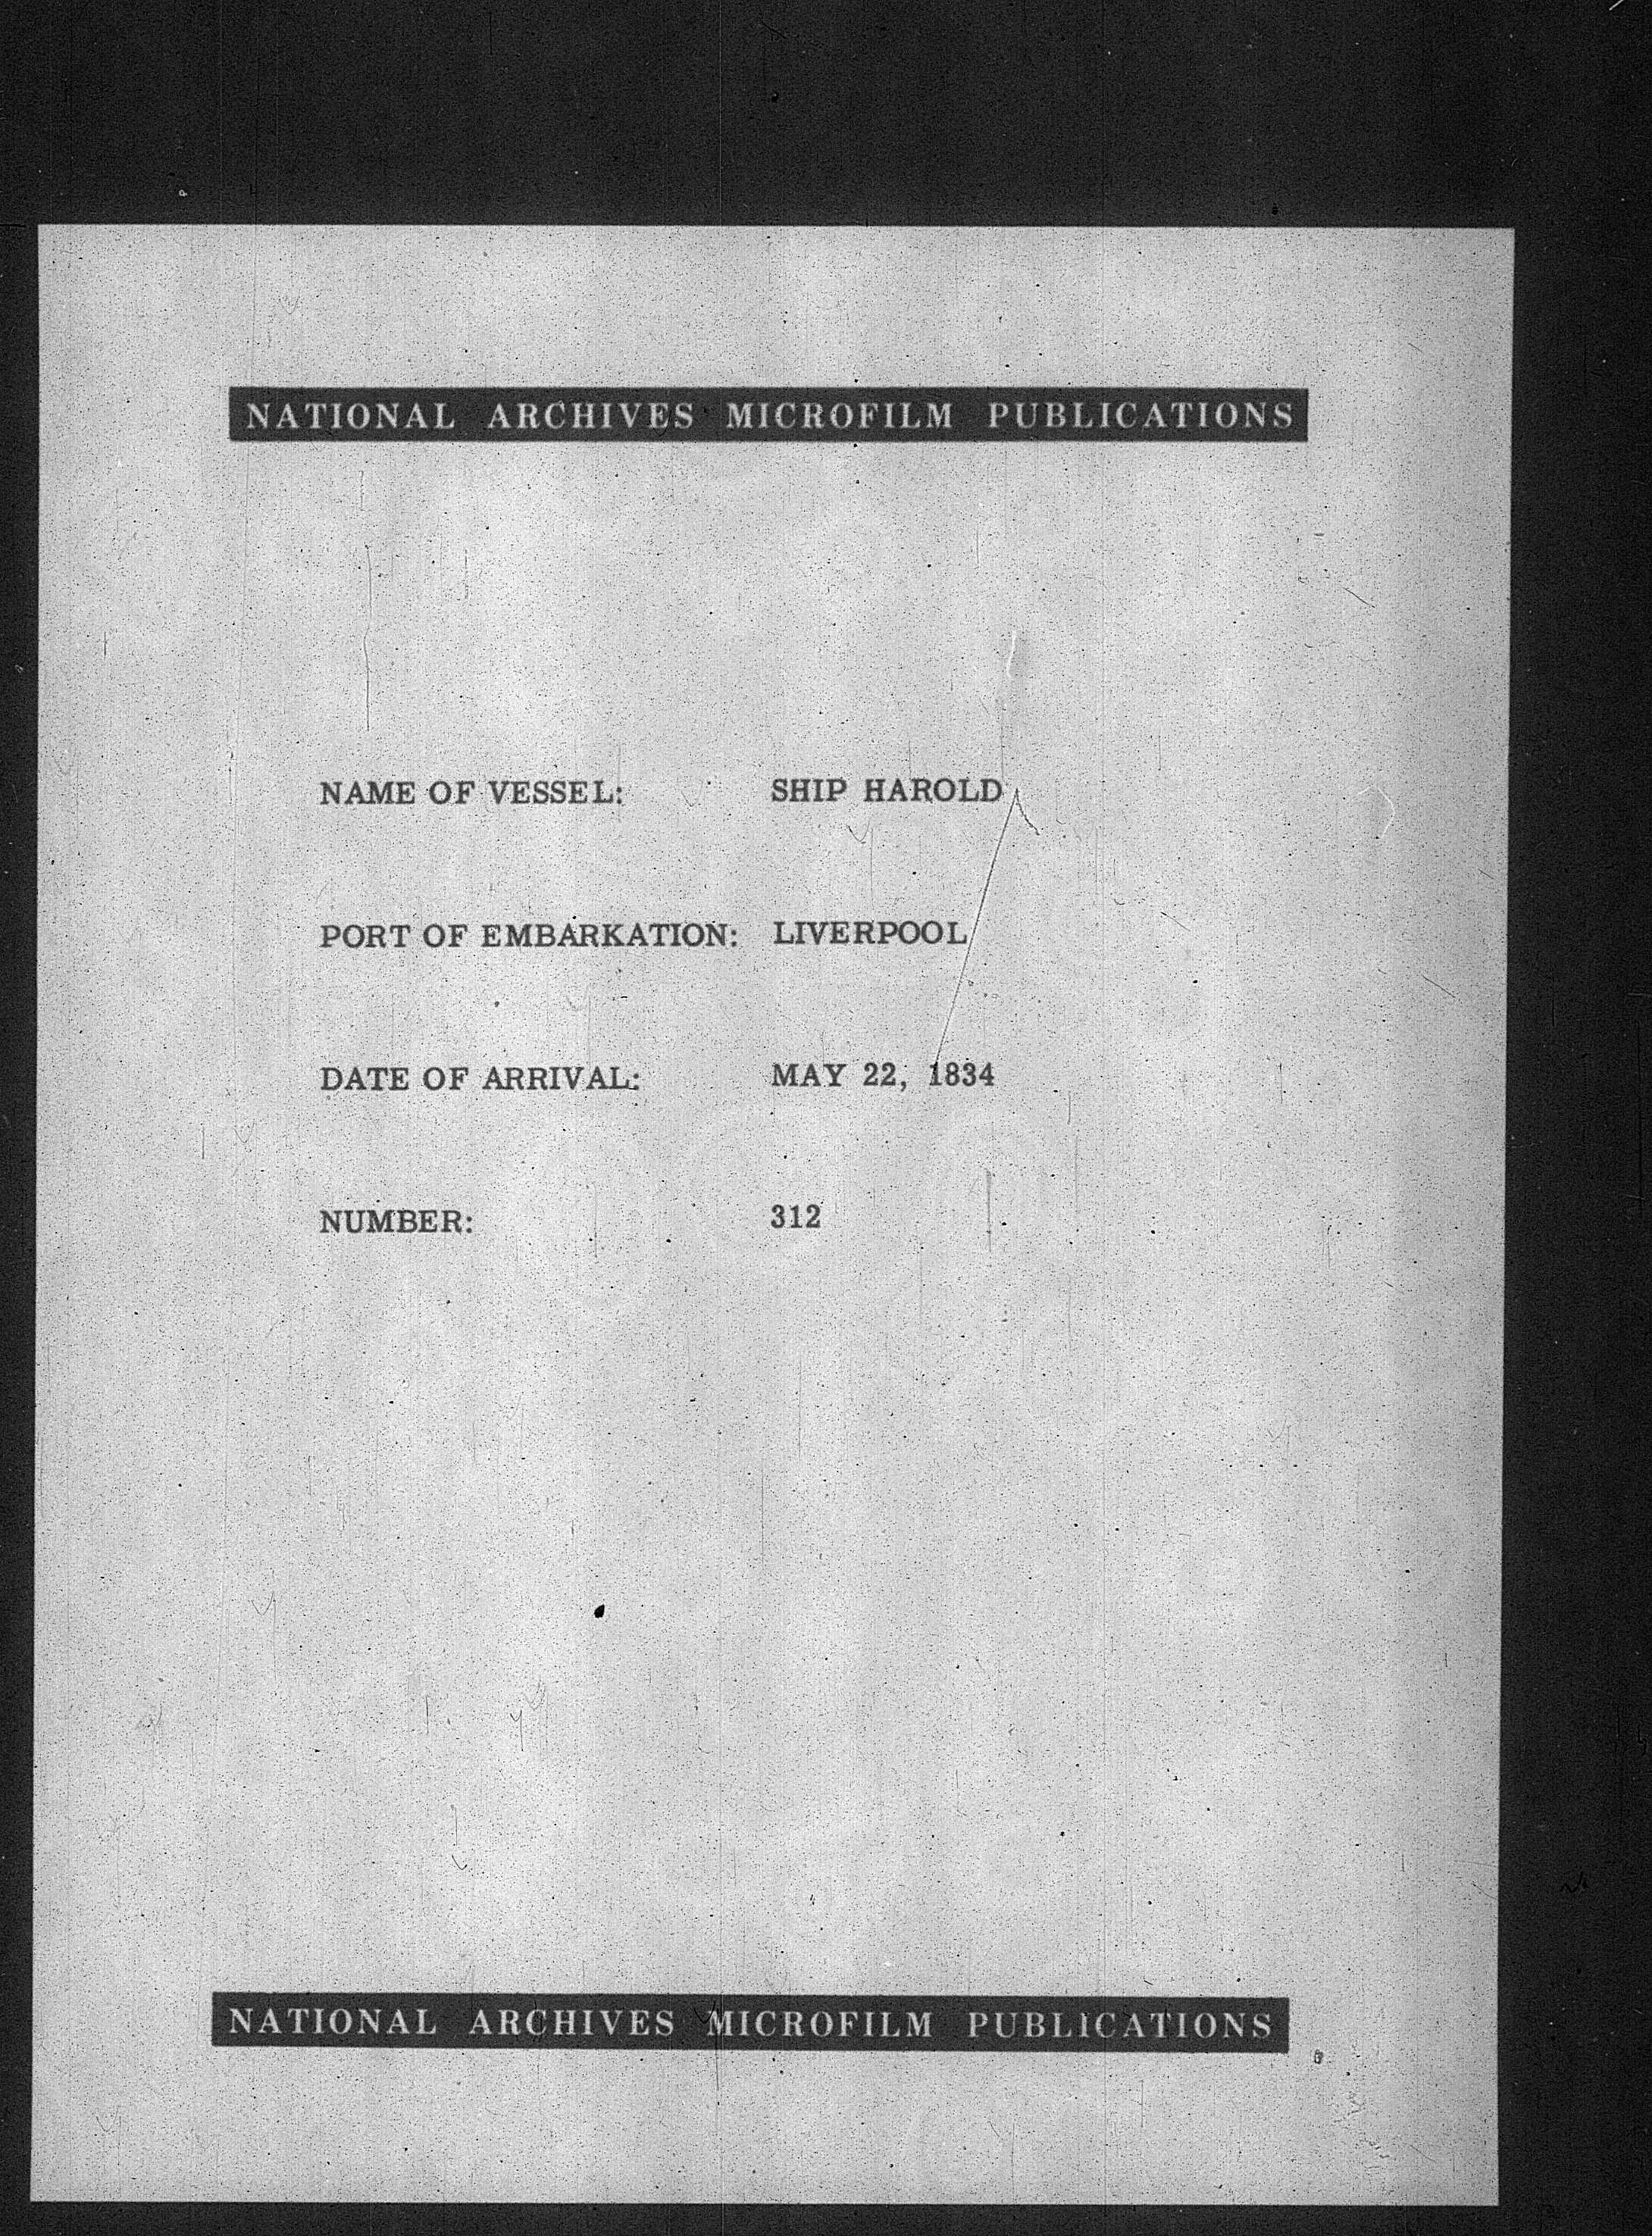 NATIONAL ARCHIVES MICROFILM PUBLICATIONS
NAME OF VESSEL: SHIP HAROLD
PORT OF EMBARKATION: LIVERPOOL
DATE OF ARRIVAL: MAY 22, 1834
NUMBER: 312
NATIONAL ARCHIVES MICROFILM PUBLICATIONS